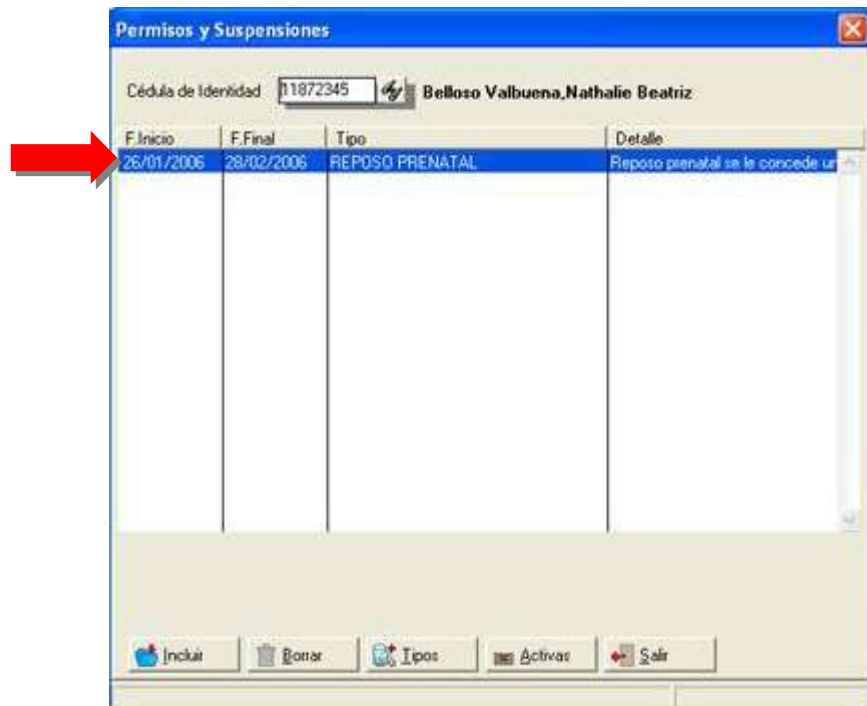 Permisos y Suspensiones
Cédula de Identidad 11872345 Belloso Valbuena,Nathalie Beatriz
F.Inicio F.Final Tipo Detalle
26/01/2006 28/02/2006 REPOSO PRENATAL Reposo prenatal se le concede ur
Incluir Borrar Tipos Activas Salir